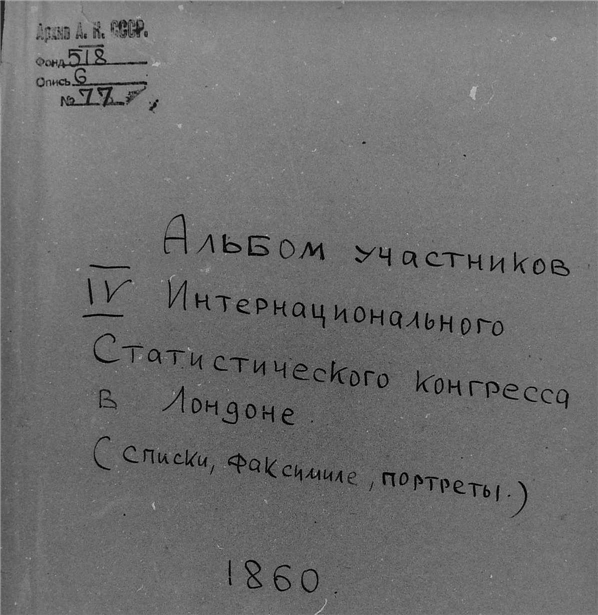 Архив А. Н. СССР.
Фонд 518
Опись 6
№ 77
Альбом участников
IV Интернационального
Статистического конгресса
в Лондоне
(списки, факсимиле, портреты.)
1860